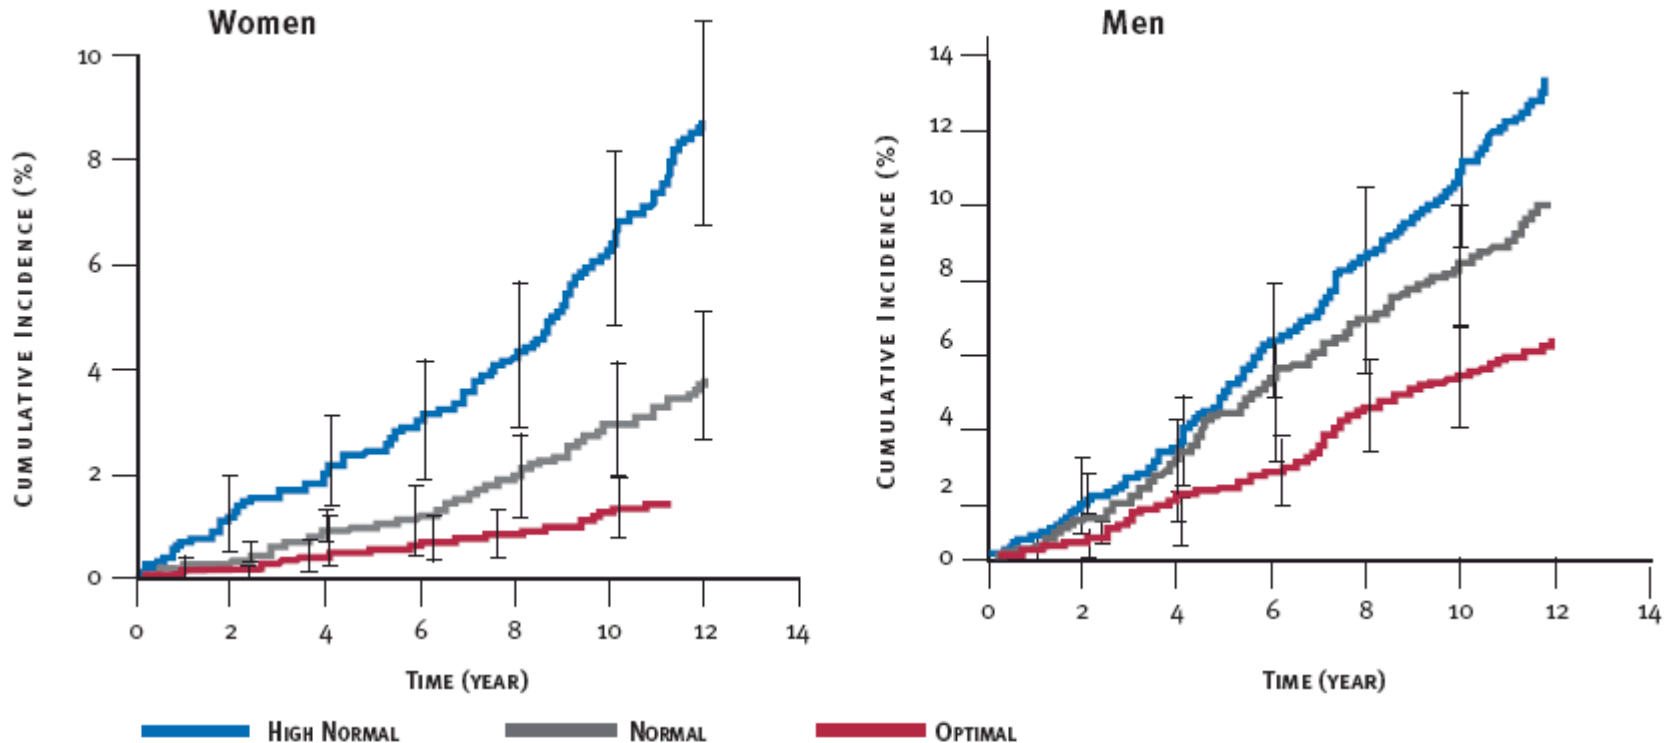 Women
Cumulative Incidence (%)
10
8
6
4
2
0
0 2 4 6 8 10 12 14
Time (year)
Men
Cumulative Incidence (%)
14
12
10
8
6
4
2
0
0 2 4 6 8 10 12 14
Time (year)
High Normal Normal Optimal